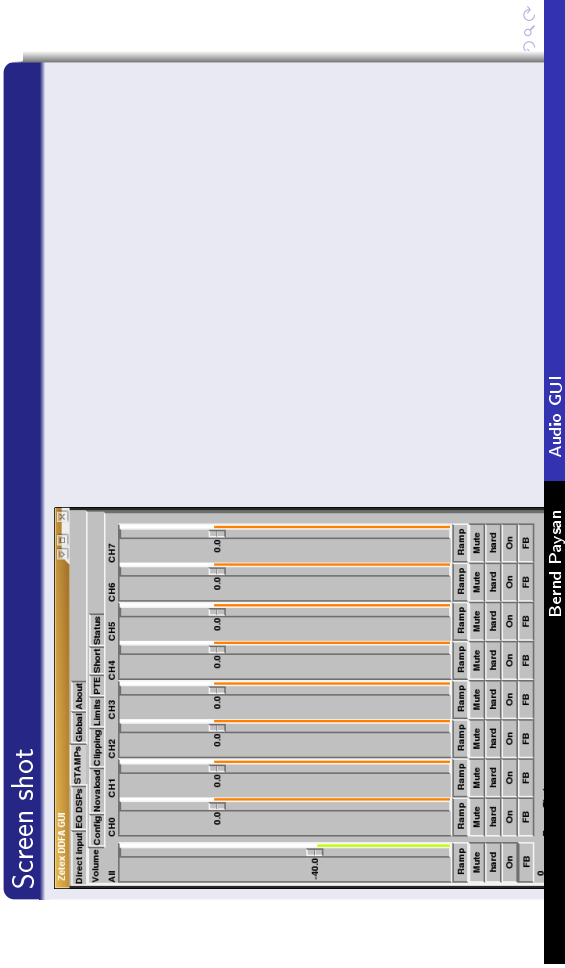 Screen shot
Zetex DDFA GUI
Direct Input EQ DSPs STAMPs Global About
Volume Config Novaload Clipping Limits PTE Short Status
All CH0 CH1 CH2 CH3 CH4 CH5 CH6 CH7
-40.0 0.0 0.0 0.0 0.0 0.0 0.0 0.0 0.0
Ramp Ramp Ramp Ramp Ramp Ramp Ramp Ramp Ramp
Mute Mute Mute Mute Mute Mute Mute Mute Mute
hard hard hard hard hard hard hard hard hard
On On On On On On On On On
FB FB FB FB FB FB FB FB FB
0
Bernd Paysan Audio GUI